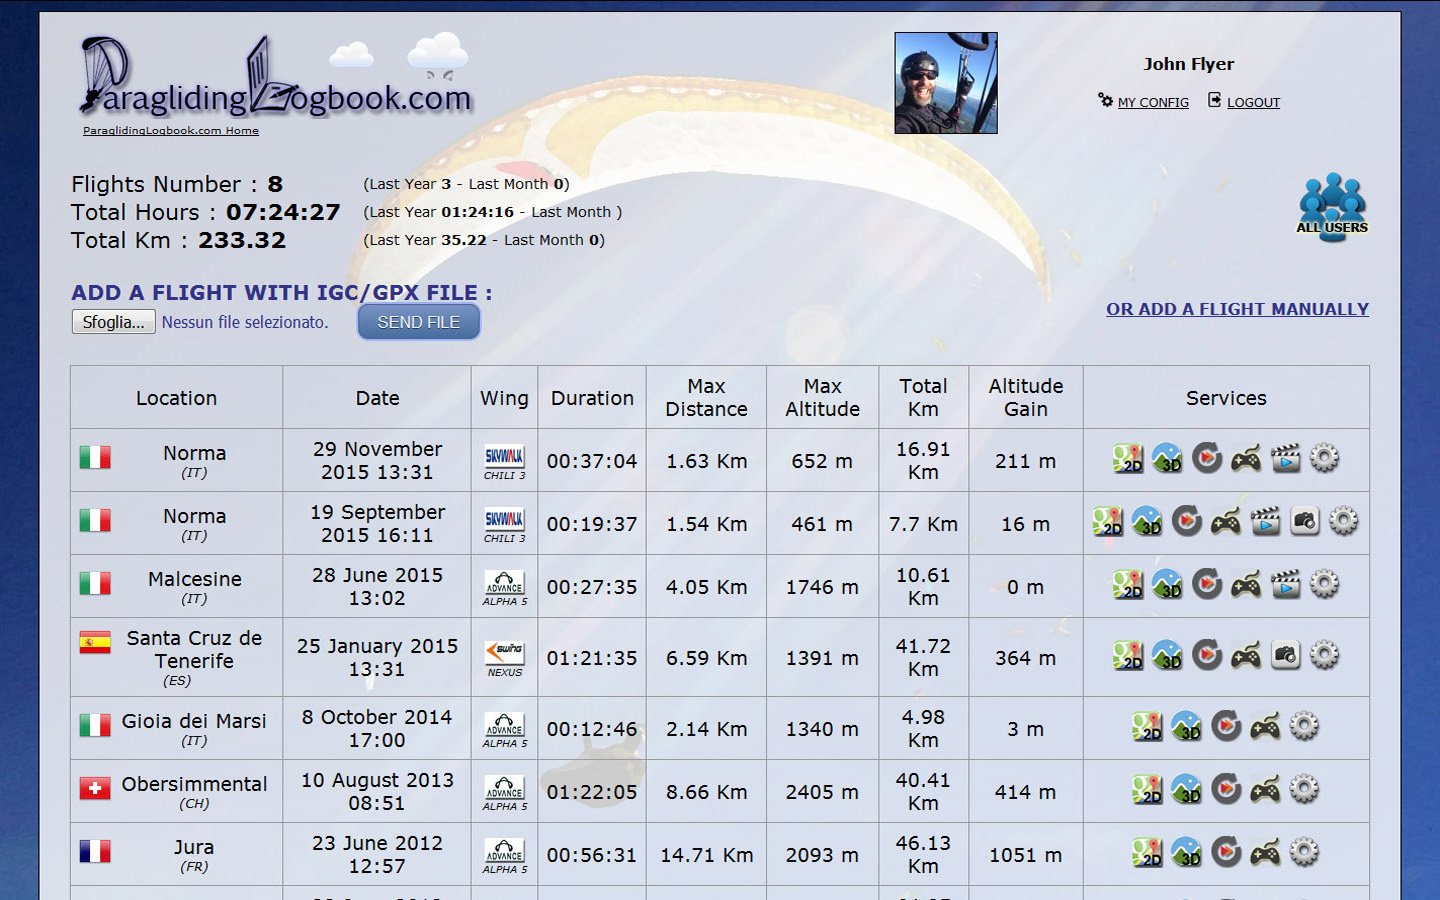 ParaglidingLogbook.com
ParaglidingLogbook.com Home
John Flyer
MY CONFIG LOGOUT
Flights Number : 8 (Last Year 3 - Last Month 0)
Total Hours : 07:24:27 (Last Year 01:24:16 - Last Month )
Total Km : 233.32 (Last Year 35.22 - Last Month 0)
ALL USERS
ADD A FLIGHT WITH IGC/GPX FILE :
Sfoglia... Nessun file selezionato. SEND FILE
OR ADD A FLIGHT MANUALLY
Location Date Wing Duration Max Distance Max Altitude Total Km Altitude Gain Services
Norma (IT) 29 November 2015 13:31 SKYWALK CHILI 3 00:37:04 1.63 Km 652 m 16.91 Km 211 m 2D 3D
Norma (IT) 19 September 2015 16:11 SKYWALK CHILI 3 00:19:37 1.54 Km 461 m 7.7 Km 16 m 2D 3D
Malcesine (IT) 28 June 2015 13:02 ADVANCE ALPHA 5 00:27:35 4.05 Km 1746 m 10.61 Km 0 m 2D 3D
Santa Cruz de Tenerife (ES) 25 January 2015 13:31 swing NEXUS 01:21:35 6.59 Km 1391 m 41.72 Km 364 m 2D 3D
Gioia dei Marsi (IT) 8 October 2014 17:00 ADVANCE ALPHA 5 00:12:46 2.14 Km 1340 m 4.98 Km 3 m 2D 3D
Obersimmental (CH) 10 August 2013 08:51 ADVANCE ALPHA 5 01:22:05 8.66 Km 2405 m 40.41 Km 414 m 2D 3D
Jura (FR) 23 June 2012 12:57 ADVANCE ALPHA 5 00:56:31 14.71 Km 2093 m 46.13 Km 1051 m 2D 3D